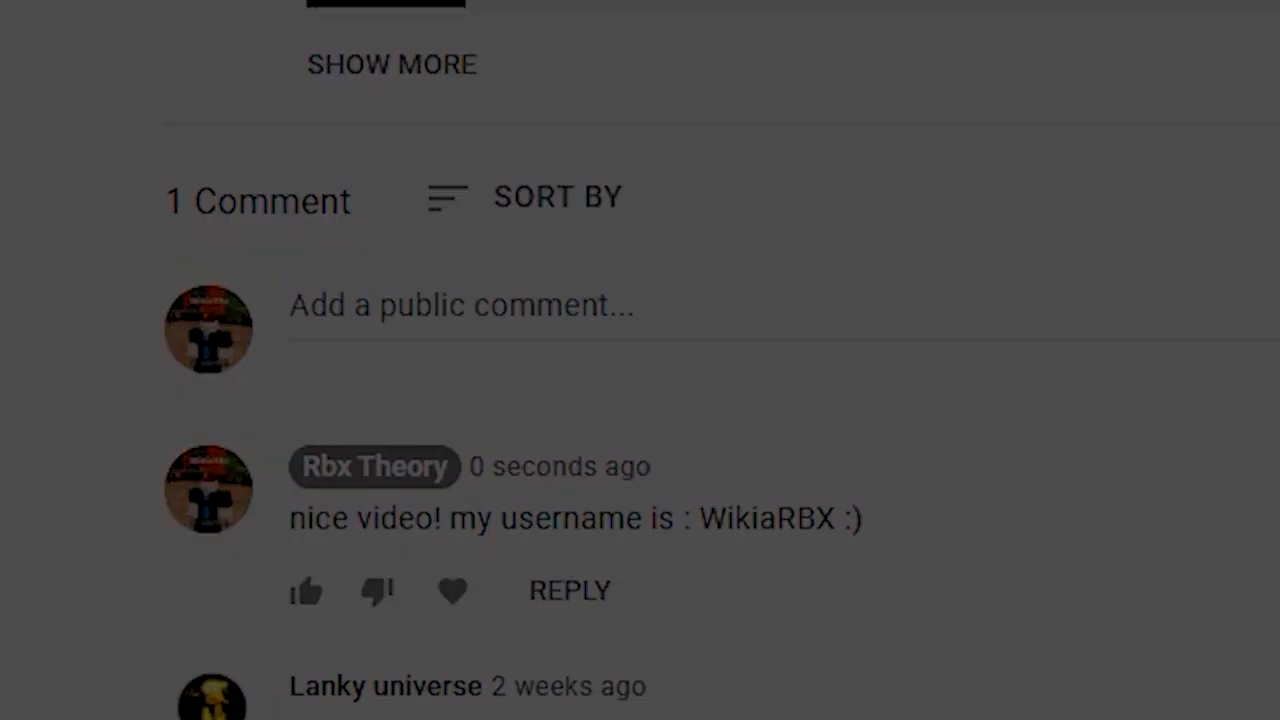 SHOW MORE
1 Comment
SORT BY
Add a public comment...
Rbx Theory 0 seconds ago
nice video! my username is : WikiaRBX :)
REPLY
Lanky universe 2 weeks ago